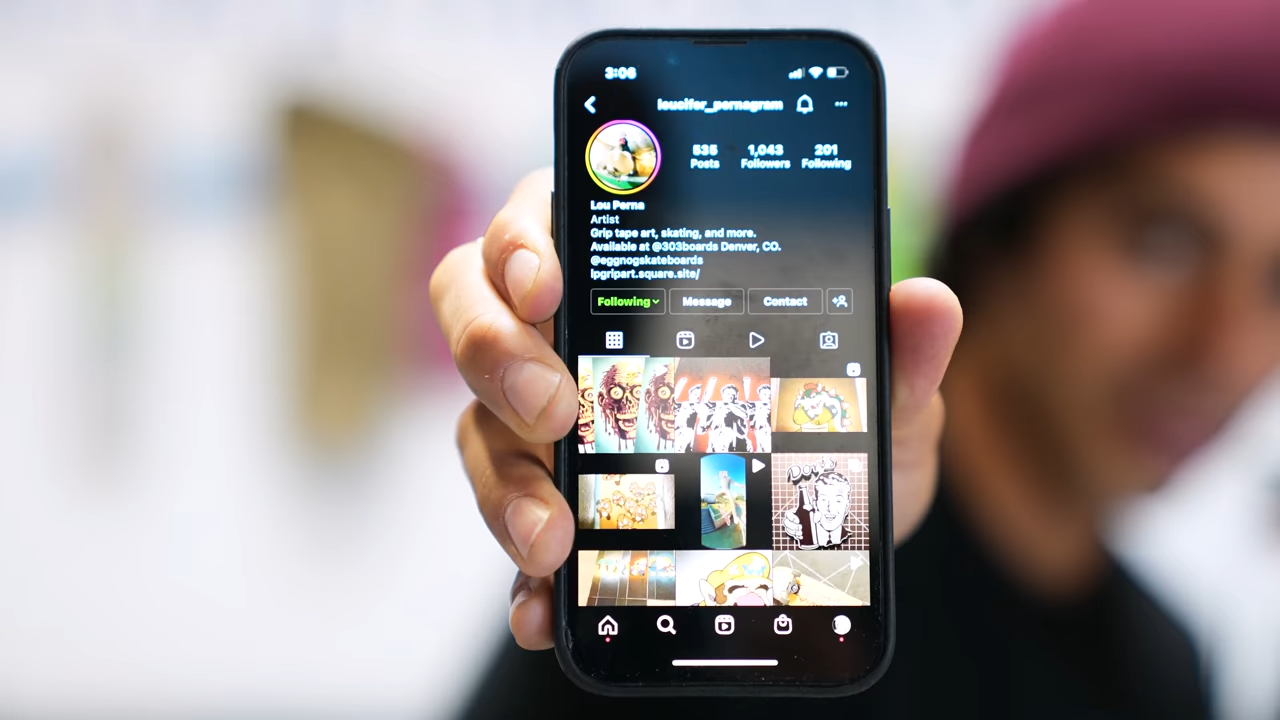 3:06
loucifer_pernagram
535 1,043 201
Posts Followers Following
Lou Perna
Artist
Grip tape art, skating, and more.
Available at @303boards Denver, CO.
@eggnogskateboards
lpgripart.square.site/
Following Message Contact